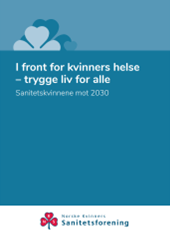 I front for kvinners helse
– trygge liv for alle
Sanitetskvinnene mot 2030
Norske Kvinners
Sanitetsforening